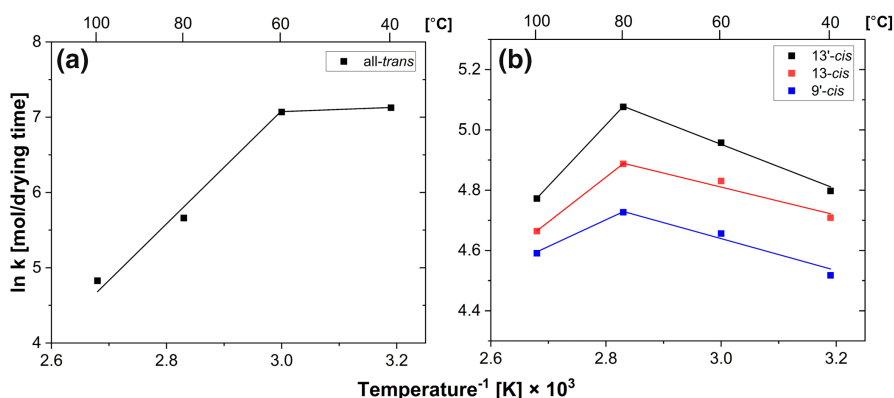 100 80 60 40 [°C]
(a)
all-trans
8
7
6
5
4
2.6 2.8 3.0 3.2
ln k [mol/drying time]
100 80 60 40 [°C]
(b)
13'-cis
13-cis
9'-cis
5.2
5.0
4.8
4.6
4.4
2.6 2.8 3.0 3.2
Temperature⁻¹ [K] × 10³